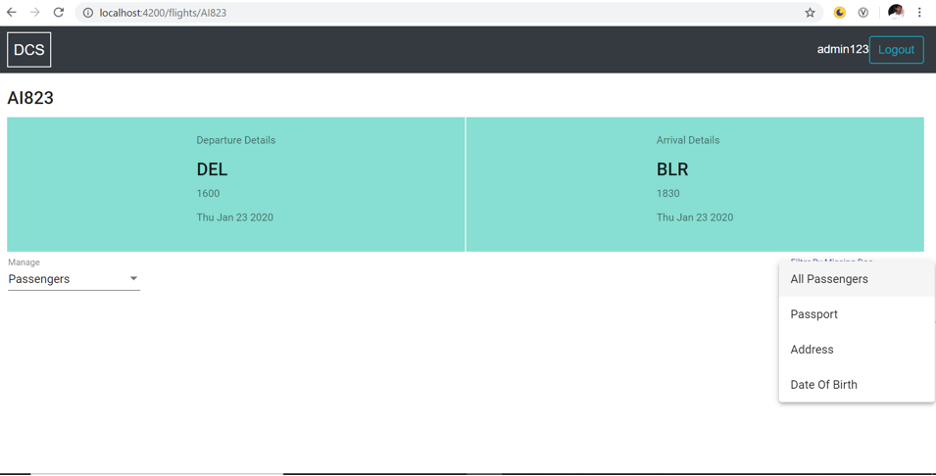 localhost:4200/flights/AI823
DCS
admin123
Logout
AI823
Departure Details
DEL
1600
Thu Jan 23 2020
Arrival Details
BLR
1830
Thu Jan 23 2020
Manage
Passengers
Filter By Missing Doc
All Passengers
Passport
Address
Date Of Birth